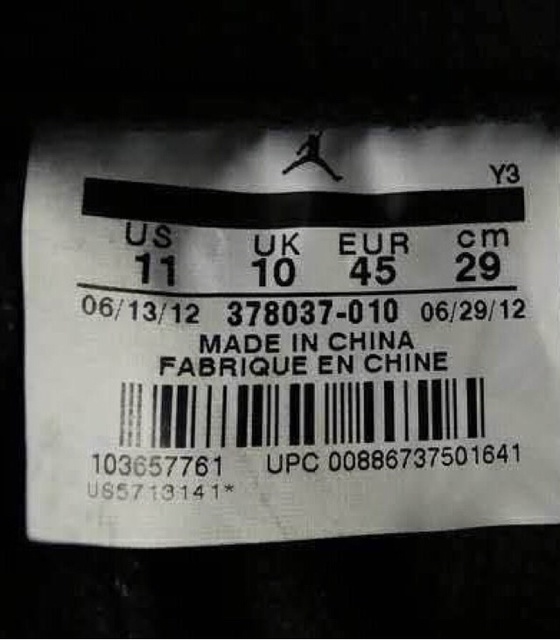 Y3
US UK EUR cm
11 10 45 29
06/13/12 378037-010 06/29/12
MADE IN CHINA
FABRIQUE EN CHINE
103657761 UPC 00886737501641
US5713141*